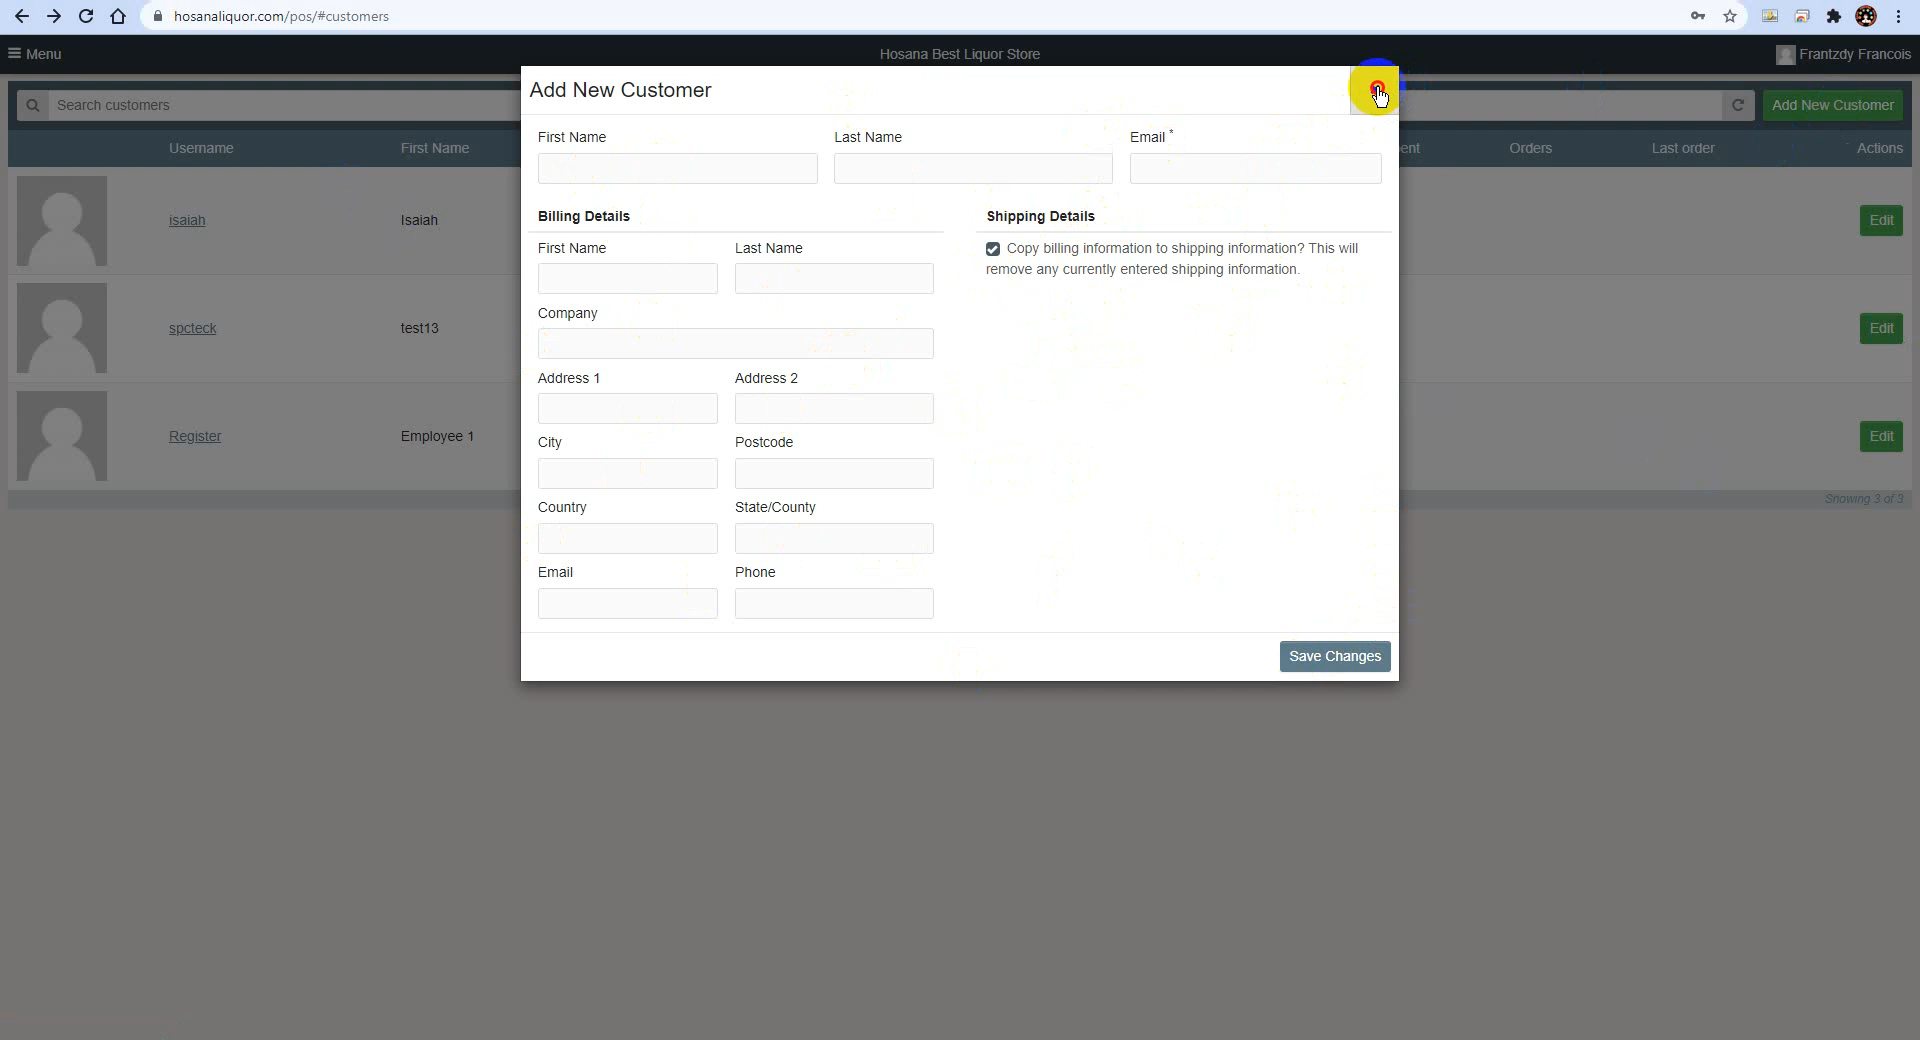 hosanaliquor.com/pos/#customers
Menu
Hosana Best Liquor Store
Frantzdy Francois
Search customers
Add New Customer
Username
First Name
Orders
Last order
Actions
isaiah
Isaiah
Edit
spcteck
test13
Edit
Register
Employee 1
Edit
Showing 3 of 3
Add New Customer
First Name
Last Name
Email *
Billing Details
Shipping Details
First Name
Last Name
Copy billing information to shipping information? This will
remove any currently entered shipping information.
Company
Address 1
Address 2
City
Postcode
Country
State/County
Email
Phone
Save Changes